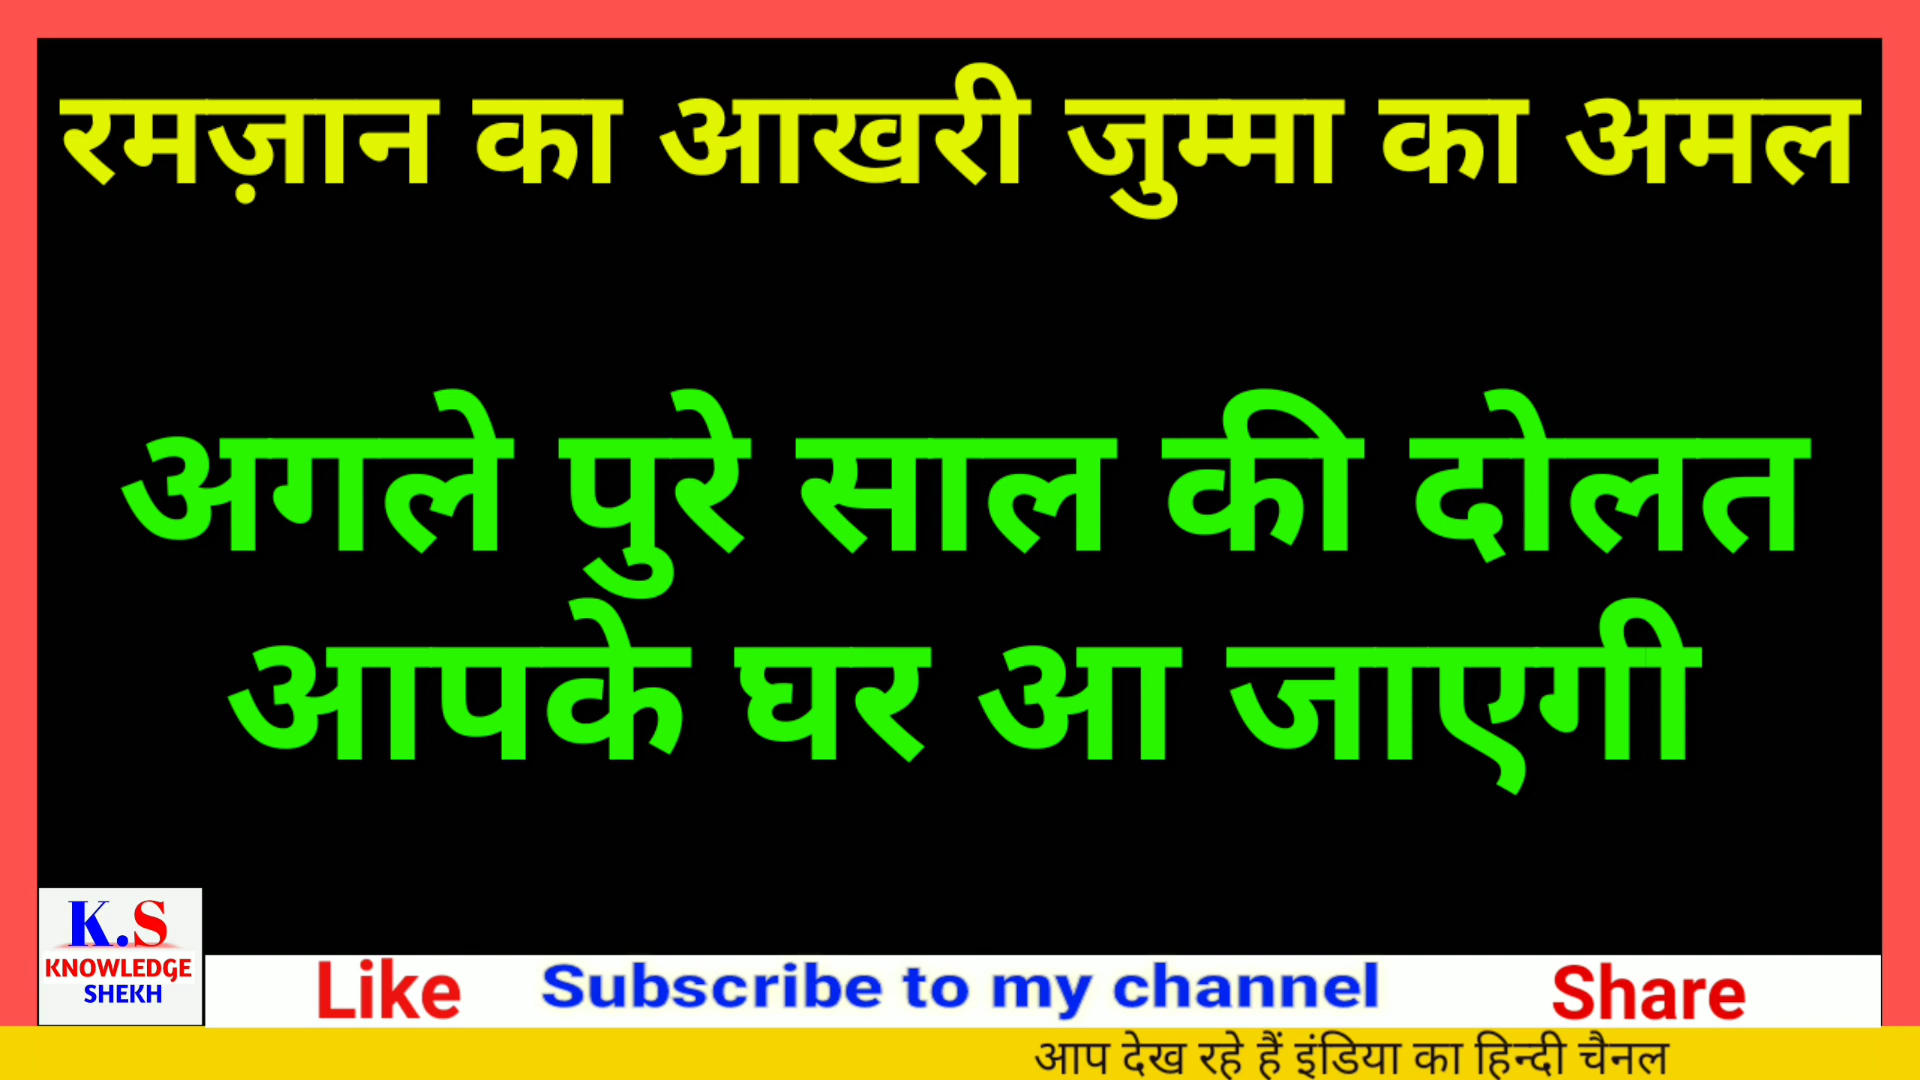 रमज़ान का आखरी जुम्मा का अमल
अगले पुरे साल की दोलत
आपके घर आ जाएगी
K.S
KNOWLEDGE
SHEKH
Like Subscribe to my channel Share
आप देख रहे हैं इंडिया का हिन्दी चैनल